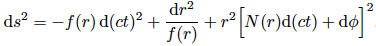 ds² = −f(r) d(ct)² + dr²/f(r) + r²[N(r)d(ct) + dϕ]²